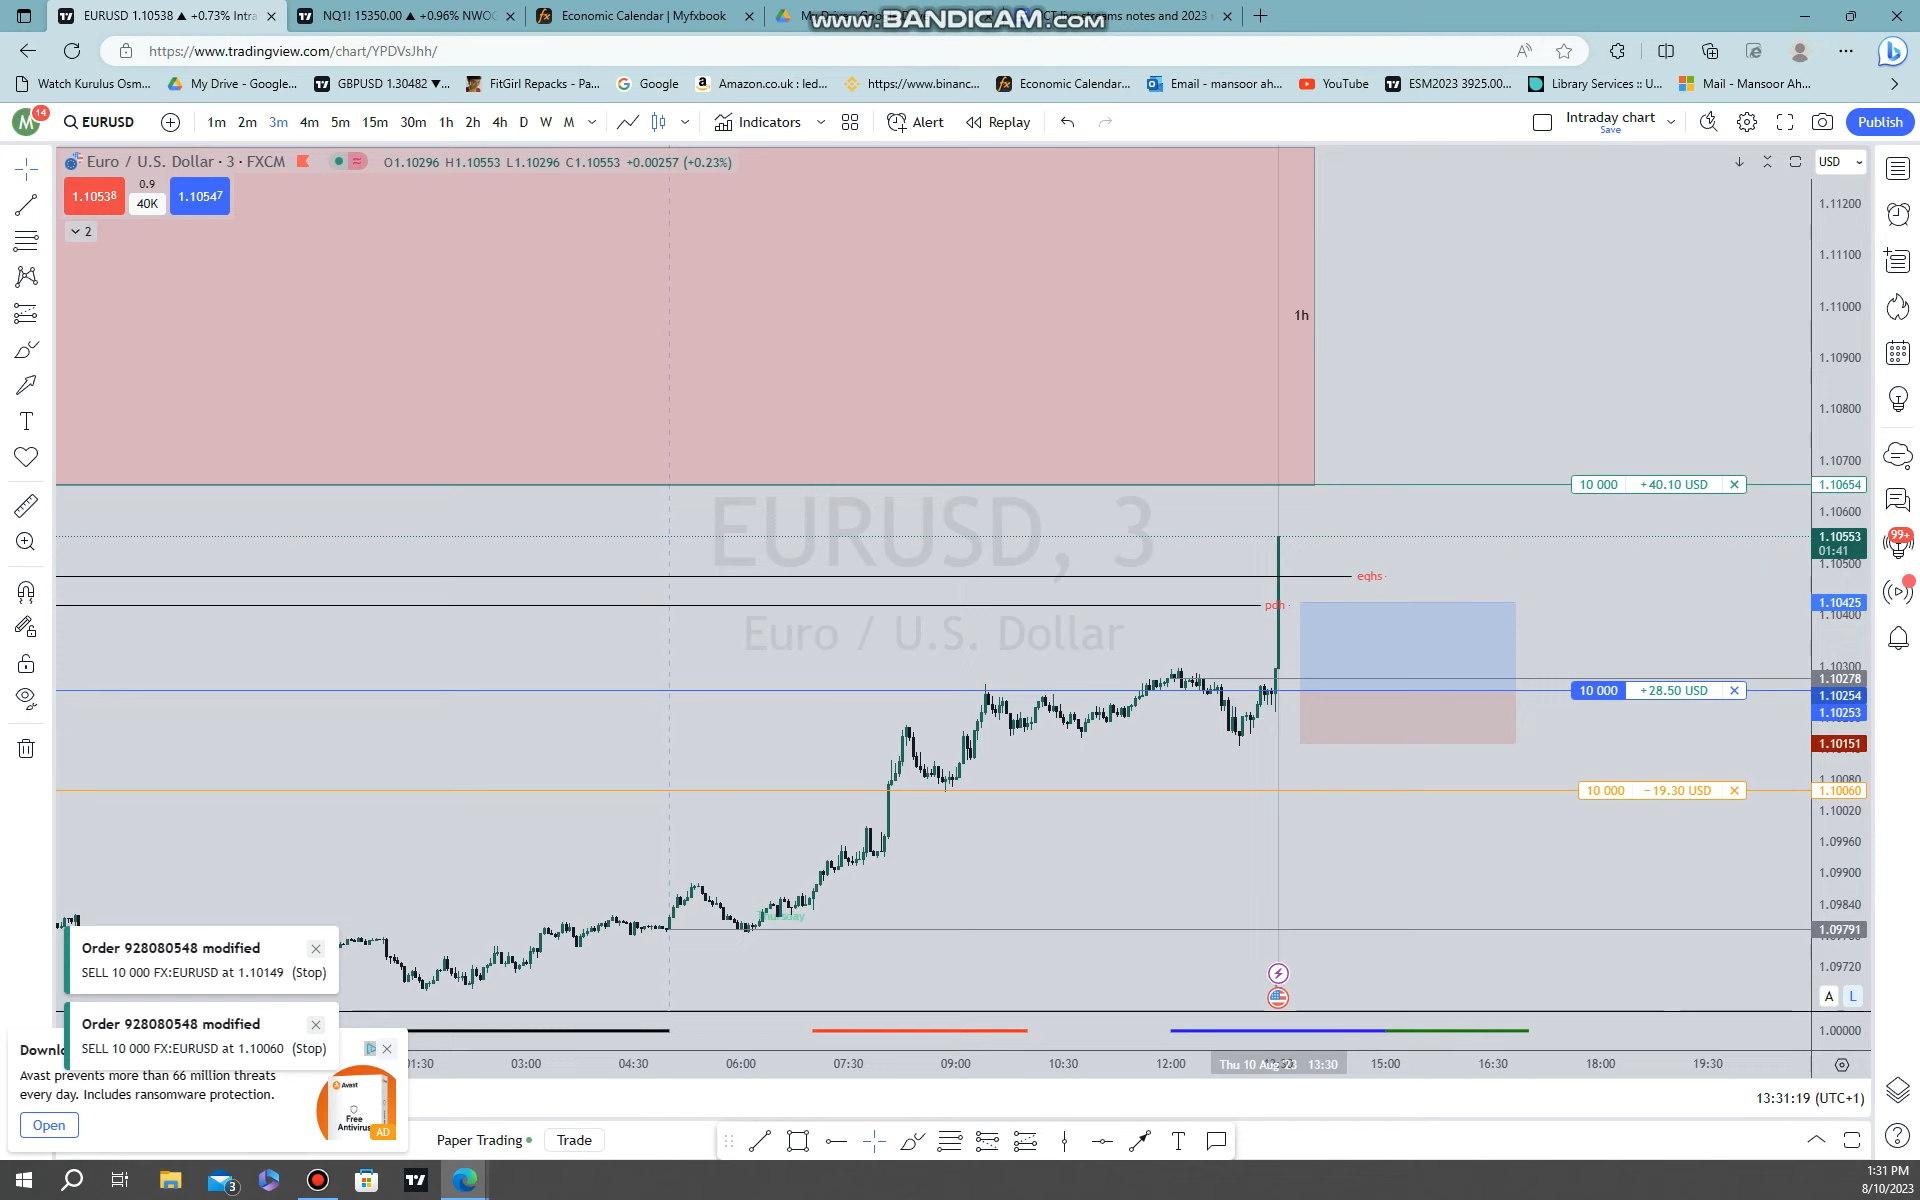 EURUSD 1.10538 ▲ +0.73% Intra
NQ1! 15350.00 ▲ +0.96% NWOG
Economic Calendar | Myfxbook
www.BANDICAM.com
https://www.tradingview.com/chart/YPDVsJhh/
Watch Kurulus Osm...
My Drive - Google...
GBPUSD 1.30482 ▼...
FitGirl Repacks - Pa...
Google
Amazon.co.uk : led...
https://www.binanc...
Economic Calendar...
Email - mansoor ah...
YouTube
ESM2023 3925.00...
Library Services :: U...
Mail - Mansoor Ah...
M
14
EURUSD
1m 2m 3m 4m 5m 15m 30m 1h 2h 4h D W M
Indicators
Alert
Replay
Intraday chart
Save
Publish
Euro / U.S. Dollar · 3 · FXCM
O1.10296 H1.10553 L1.10296 C1.10553 +0.00257 (+0.23%)
USD
1.10538
0.9
40K
1.10547
2
1.11200
1.11100
1h
1.11000
1.10900
1.10800
1.10700
10 000 +40.10 USD
1.10654
EURUSD, 3
Euro / U.S. Dollar
1.10600
1.10553
01:41
1.10500
eqhs
pdh
1.10425
1.10400
1.10300
1.10278
10 000 +28.50 USD
1.10254
1.10253
1.10151
1.10080
10 000 −19.30 USD
1.10060
1.10020
1.09960
1.09900
1.09840
Thursday
1.09791
1.09720
A L
1.00000
Order 928080548 modified
SELL 10 000 FX:EURUSD at 1.10149 (Stop)
Order 928080548 modified
SELL 10 000 FX:EURUSD at 1.10060 (Stop)
Avast prevents more than 66 million threats
every day. Includes ransomware protection.
Open
Avast
Free
Antivirus
AD
03:00 04:30 06:00 07:30 09:00 10:30 12:00 Thu 10 Aug '23 13:30 15:00 16:30 18:00 19:30
13:31:19 (UTC+1)
Paper Trading
Trade
99+
3
1:31 PM
8/10/2023